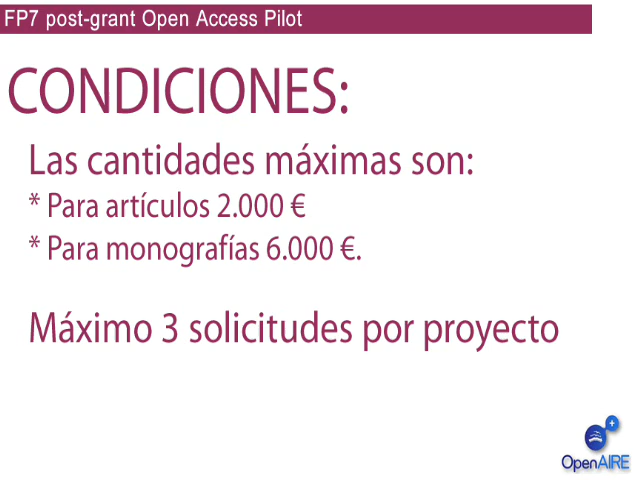 FP7 post-grant Open Access Pilot
CONDICIONES:
Las cantidades máximas son:
* Para artículos 2.000 €
* Para monografías 6.000 €.
Máximo 3 solicitudes por proyecto
+
OpenAIRE